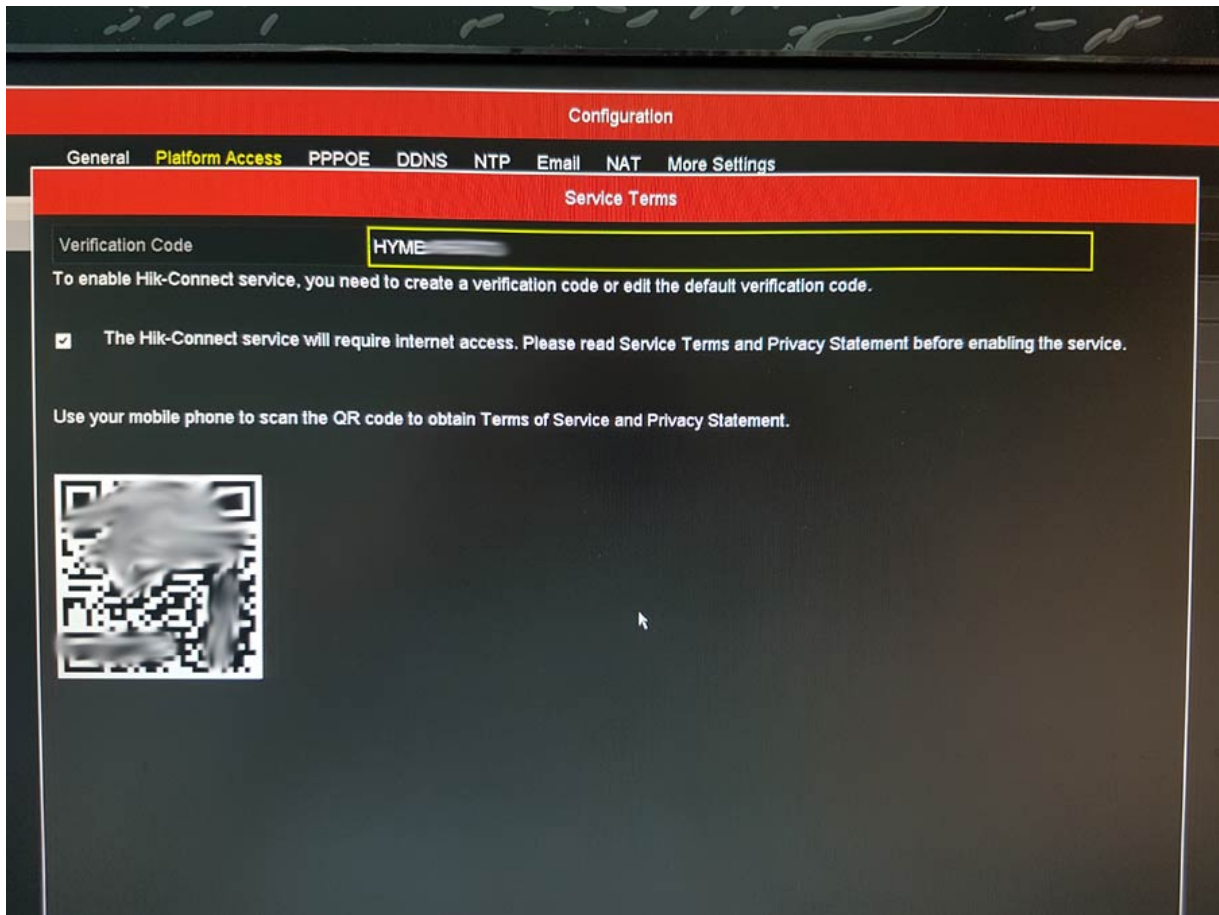 Configuration
General Platform Access PPPOE DDNS NTP Email NAT More Settings
Service Terms
Verification Code
To enable Hik-Connect service, you need to create a verification code or edit the default verification code.
The Hik-Connect service will require internet access. Please read Service Terms and Privacy Statement before enabling the service.
Use your mobile phone to scan the QR code to obtain Terms of Service and Privacy Statement.